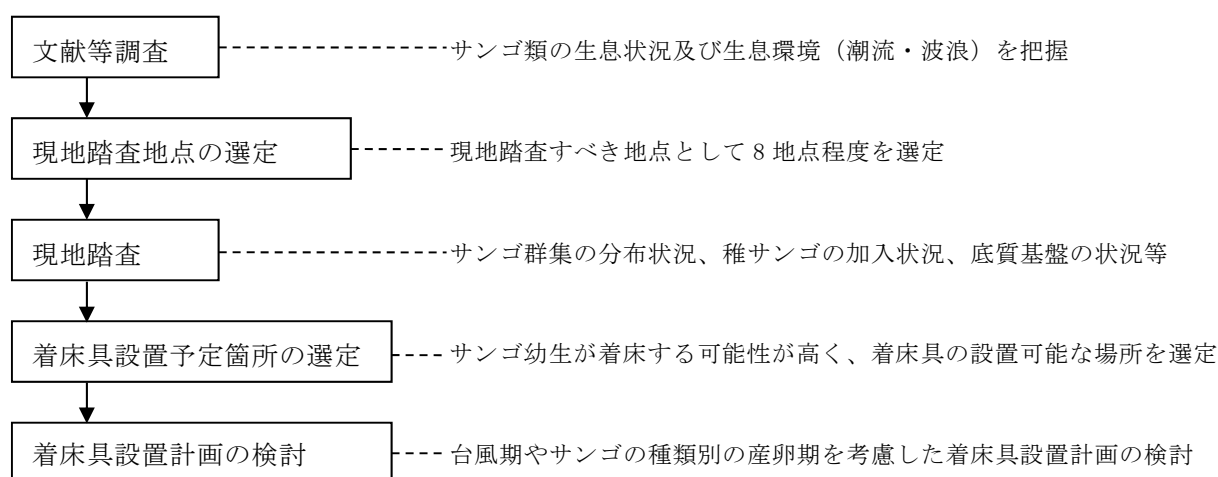 文献等調査
サンゴ類の生息状況及び生息環境（潮流・波浪）を把握
現地踏査地点の選定
現地踏査すべき地点として8地点程度を選定
現地踏査
サンゴ群集の分布状況、稚サンゴの加入状況、底質基盤の状況等
着床具設置予定箇所の選定
サンゴ幼生が着床する可能性が高く、着床具の設置可能な場所を選定
着床具設置計画の検討
台風期やサンゴの種類別の産卵期を考慮した着床具設置計画の検討